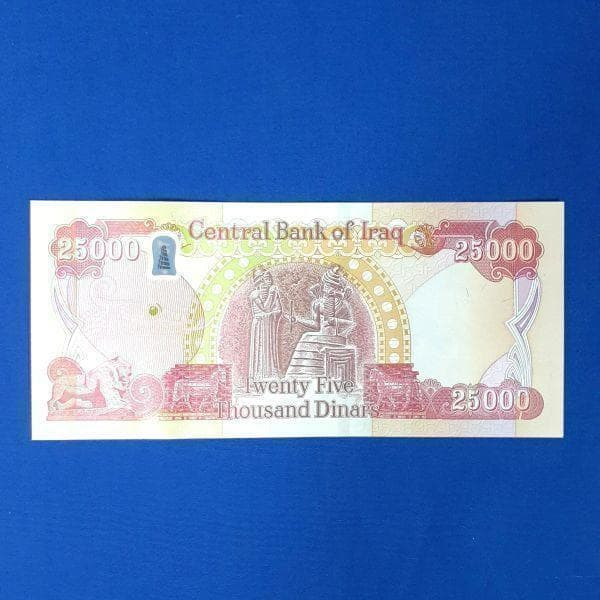 Central Bank of Iraq
25000
25000
Twenty Five
Thousand Dinars
25000